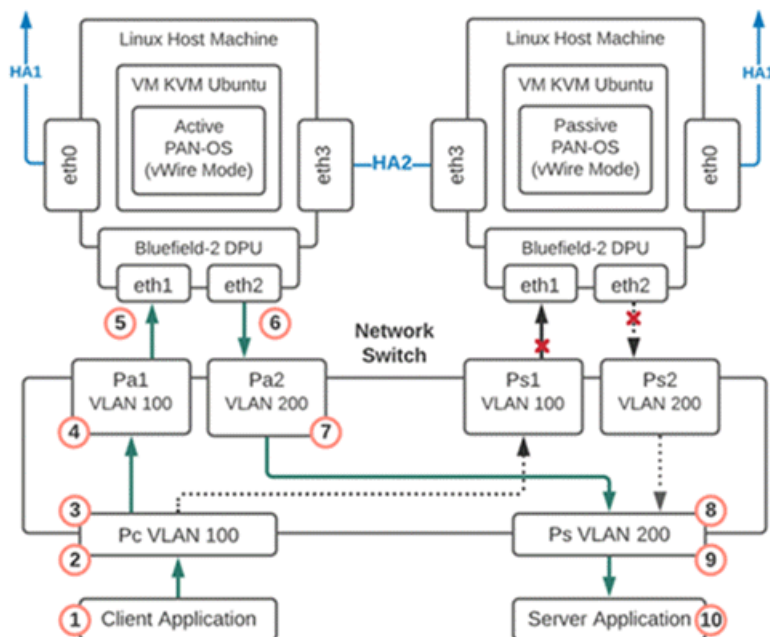 Linux Host Machine
Linux Host Machine
HA1
HA1
VM KVM Ubuntu
VM KVM Ubuntu
Active
PAN-OS
(vWire Mode)
Passive
PAN-OS
(vWire Mode)
eth0
eth3
HA2
eth3
eth0
Bluefield-2 DPU
Bluefield-2 DPU
eth1
eth2
eth1
eth2
5
6
Network
Switch
Pa1
VLAN 100
Pa2
VLAN 200
Ps1
VLAN 100
Ps2
VLAN 200
4
7
3
8
Pc VLAN 100
Ps VLAN 200
2
9
1
Client Application
Server Application
10